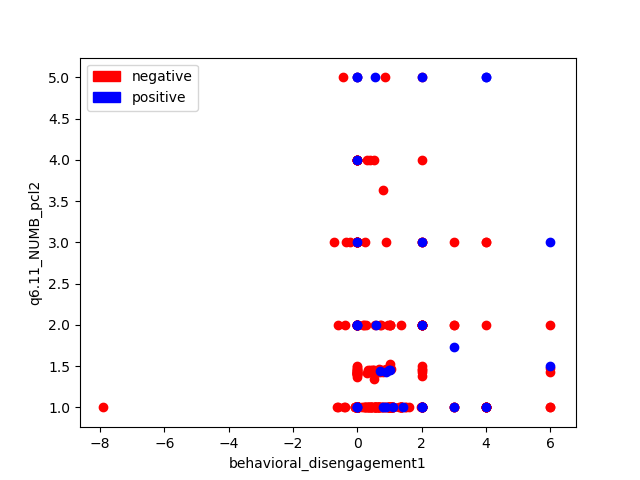 negative
positive
5.0
4.5
4.0
3.5
3.0
2.5
2.0
1.5
1.0
q6.11_NUMB_pcl2
−8 −6 −4 −2 0 2 4 6
behavioral_disengagement1